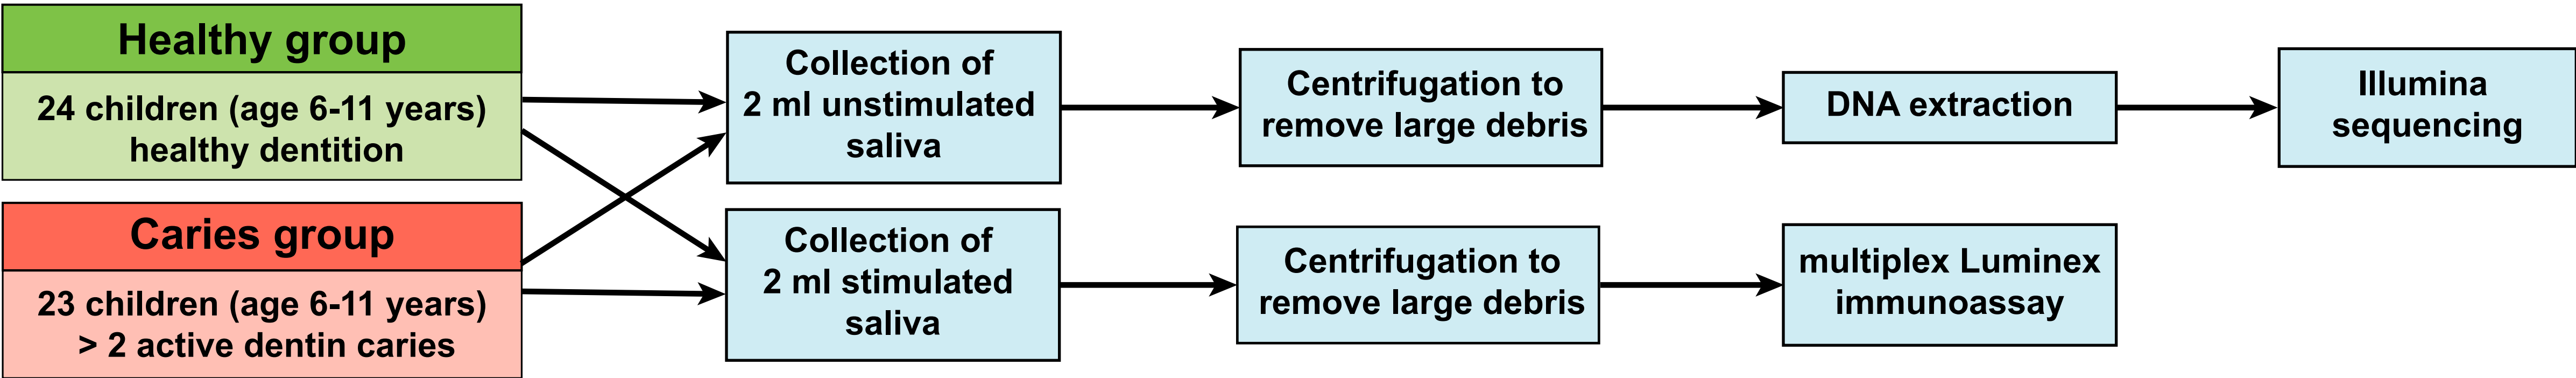 Healthy group
24 children (age 6-11 years)
healthy dentition
Caries group
23 children (age 6-11 years)
> 2 active dentin caries
Collection of
2 ml unstimulated
saliva
Centrifugation to
remove large debris
DNA extraction
Illumina
sequencing
Collection of
2 ml stimulated
saliva
Centrifugation to
remove large debris
multiplex Luminex
immunoassay